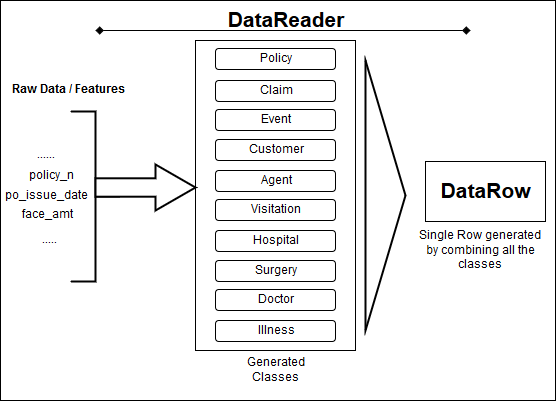 DataReader
Raw Data / Features
......
policy_n
po_issue_date
face_amt
.....
Policy
Claim
Event
Customer
Agent
Visitation
Hospital
Surgery
Doctor
Illness
Generated
Classes
DataRow
Single Row generated
by combining all the
classes